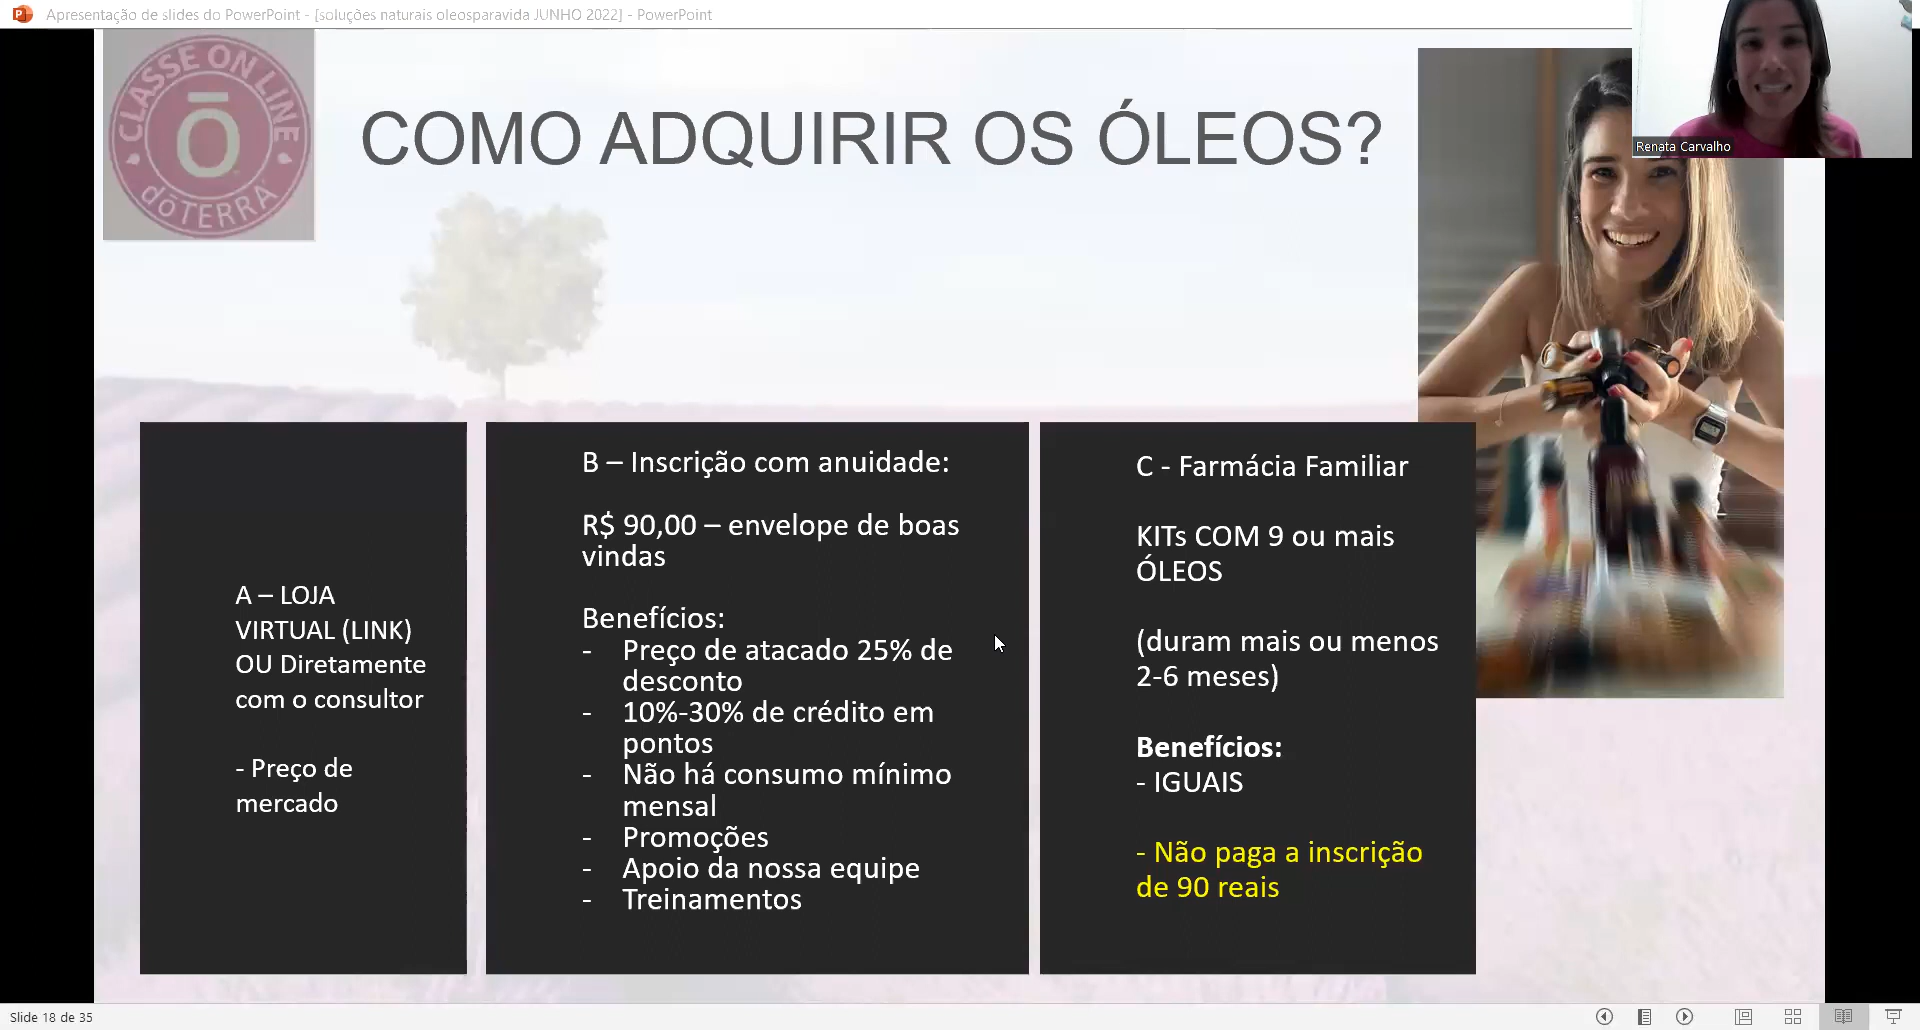 Apresentação de slides do PowerPoint - [soluções naturais oleosparavida JUNHO 2022] - PowerPoint
CLASSE ON LINE
dōTERRA
COMO ADQUIRIR OS ÓLEOS?
Renata Carvalho
A – LOJA
VIRTUAL (LINK)
OU Diretamente
com o consultor
- Preço de
mercado
B – Inscrição com anuidade:
R$ 90,00 – envelope de boas
vindas
Benefícios:
- Preço de atacado 25% de
desconto
- 10%-30% de crédito em
pontos
- Não há consumo mínimo
mensal
- Promoções
- Apoio da nossa equipe
- Treinamentos
C - Farmácia Familiar
KITs COM 9 ou mais
ÓLEOS
(duram mais ou menos
2-6 meses)
Benefícios:
- IGUAIS
- Não paga a inscrição
de 90 reais
Slide 18 de 35